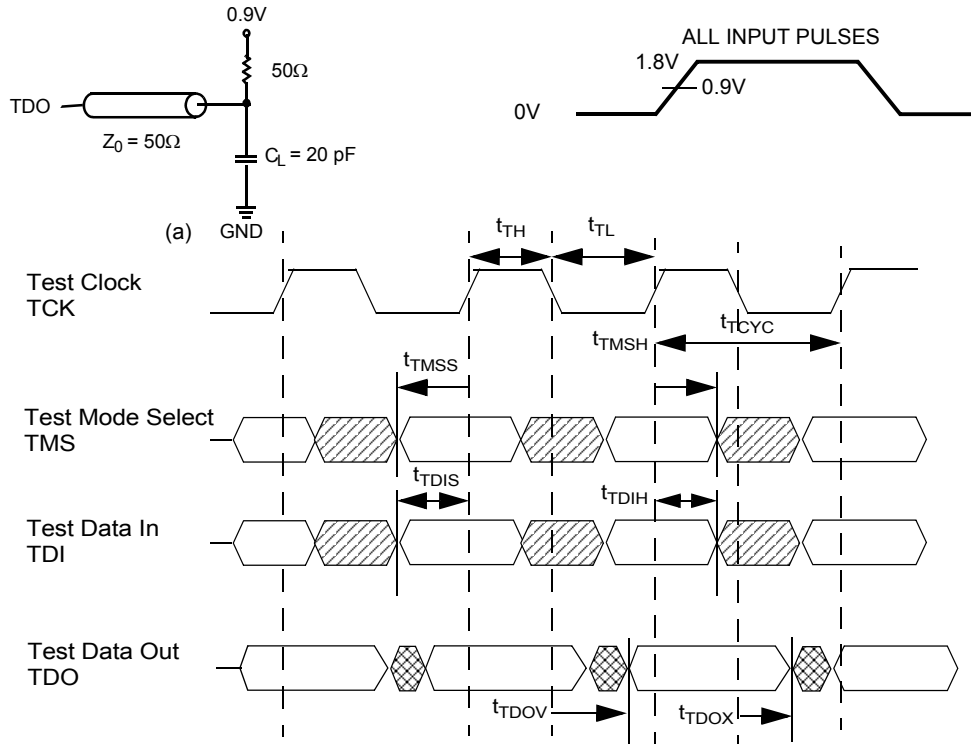 0.9V
50Ω
TDO
Z0 = 50Ω
CL = 20 pF
(a)
GND
ALL INPUT PULSES
1.8V
0.9V
0V
tTH
tTL
Test Clock
TCK
tTCYC
tTMSH
tTMSS
Test Mode Select
TMS
tTDIS
tTDIH
Test Data In
TDI
Test Data Out
TDO
tTDOV
tTDOX